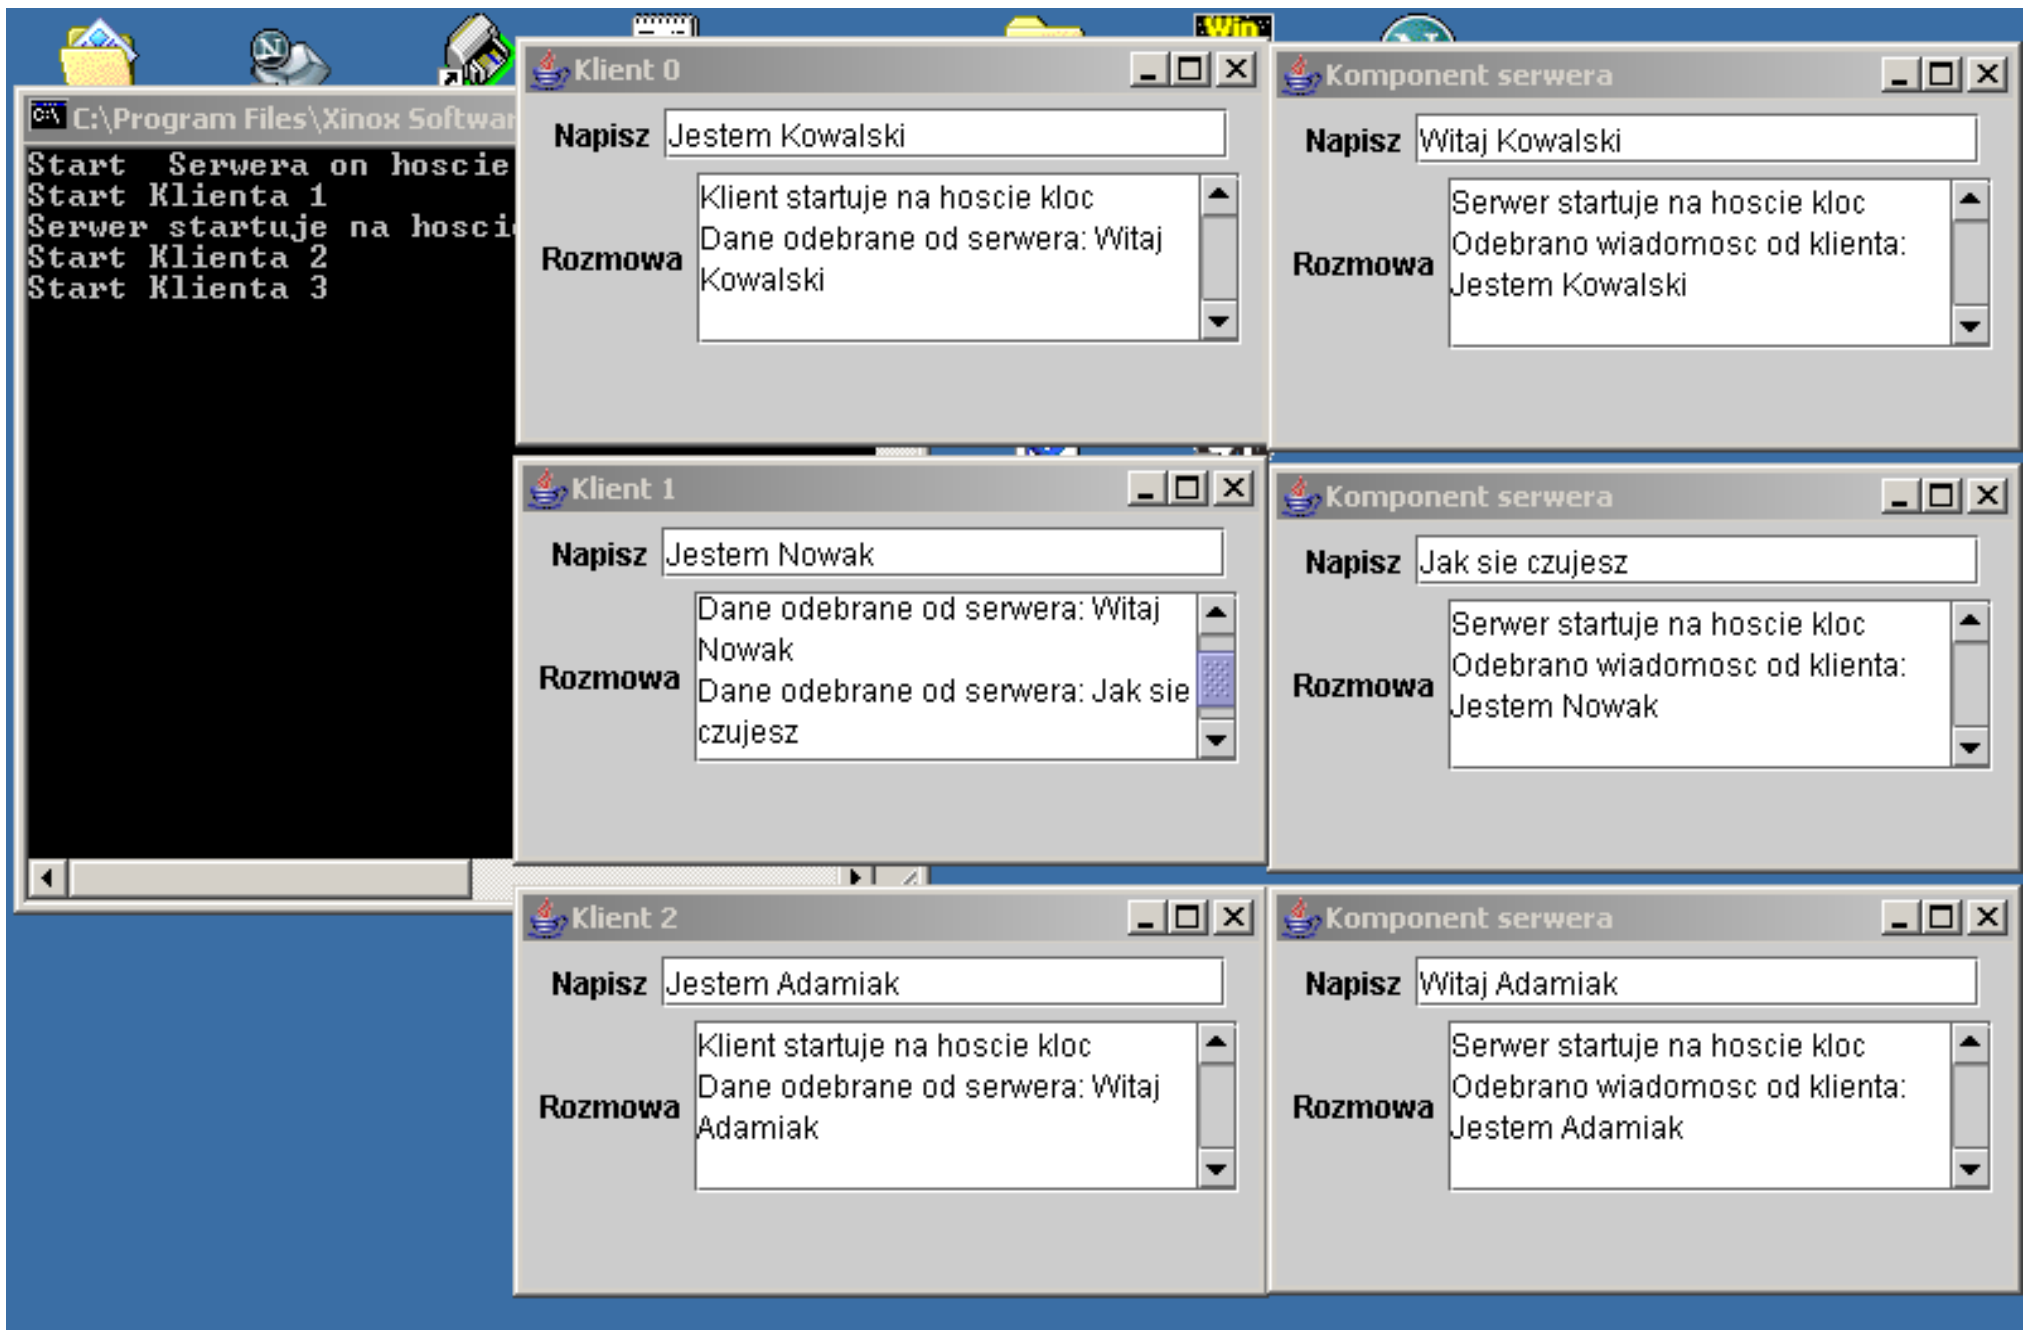 C:\Program Files\Xinox Softwar
Start Serwera on hoscie
Start Klienta 1
Serwer startuje na hosci
Start Klienta 2
Start Klienta 3
Klient 0
Napisz Jestem Kowalski
Rozmowa
Klient startuje na hoscie kloc
Dane odebrane od serwera: Witaj
Kowalski
Komponent serwera
Napisz Witaj Kowalski
Rozmowa
Serwer startuje na hoscie kloc
Odebrano wiadomosc od klienta:
Jestem Kowalski
Klient 1
Napisz Jestem Nowak
Rozmowa
Dane odebrane od serwera: Witaj
Nowak
Dane odebrane od serwera: Jak sie
czujesz
Komponent serwera
Napisz Jak sie czujesz
Rozmowa
Serwer startuje na hoscie kloc
Odebrano wiadomosc od klienta:
Jestem Nowak
Klient 2
Napisz Jestem Adamiak
Rozmowa
Klient startuje na hoscie kloc
Dane odebrane od serwera: Witaj
Adamiak
Komponent serwera
Napisz Witaj Adamiak
Rozmowa
Serwer startuje na hoscie kloc
Odebrano wiadomosc od klienta:
Jestem Adamiak